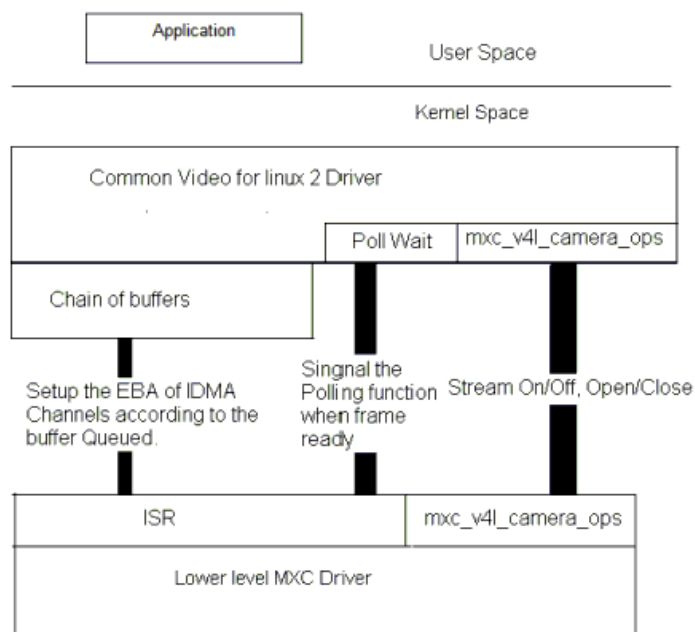 Application
User Space
Kernel Space
Common Video for linux 2 Driver
Poll Wait
mxc_v4l_camera_ops
Chain of buffers
Setup the EBA of IDMA
Channels according to the
buffer Queued.
Singnal the
Polling function
when frame
ready
Stream On/Off, Open/Close
ISR
mxc_v4l_camera_ops
Lower level MXC Driver